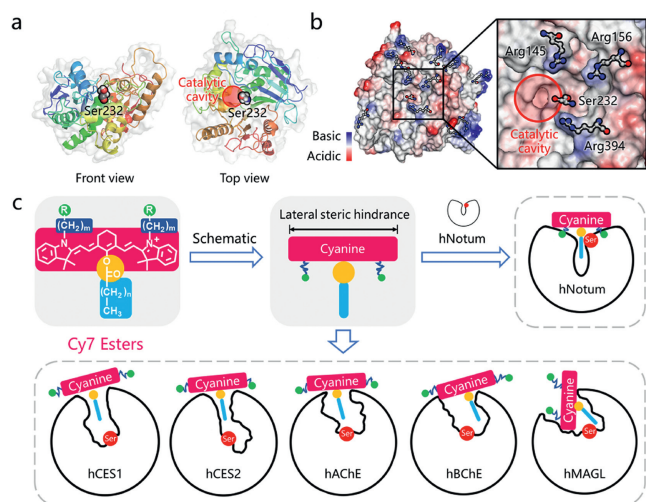 a
Ser232
Front view
Catalytic
cavity
Ser232
Top view
b
Basic
Acidic
Arg145
Arg156
Ser232
Catalytic
cavity
Arg394
c
R
R
(CH₂)m
(CH₂)m
N
N⁺
O
O
(CH₂)n
CH₃
Cy7 Esters
Schematic
Lateral steric hindrance
Cyanine
hNotum
Cyanine
Ser
hNotum
Cyanine
Ser
hCES1
Cyanine
Ser
hCES2
Cyanine
Ser
hAChE
Cyanine
Ser
hBChE
Cyanine
Ser
hMAGL